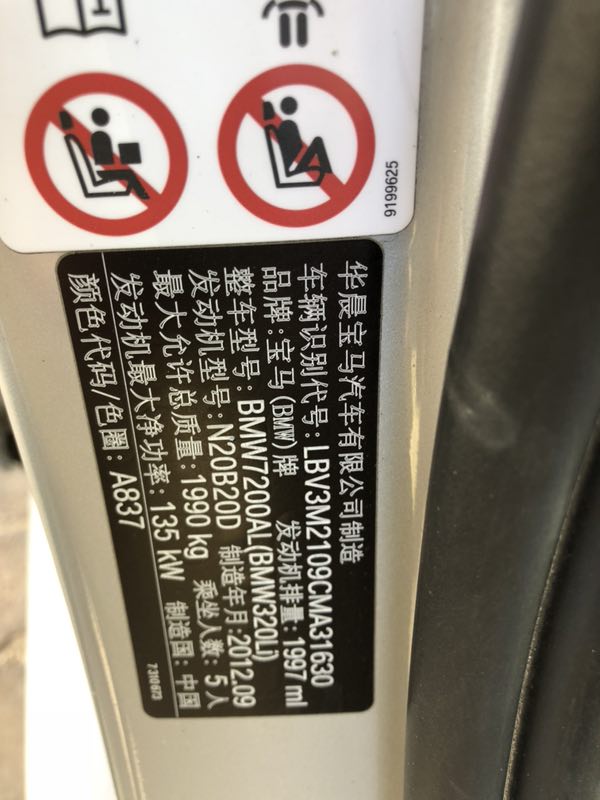 9199625
华晨宝马汽车有限公司制造
车辆识别代号: LBV3M2109CMA31630
品牌:宝马(BMW)牌 发动机排量: 1997 ml
整车型号: BMW7200AL(BMW320Li)
发动机型号: N20B20D 制造年月:2012.09
最大允许总质量: 1990 kg 乘坐人数: 5人
发动机最大净功率: 135 kW 制造国: 中国
颜色代码/色圈: A837
7310673